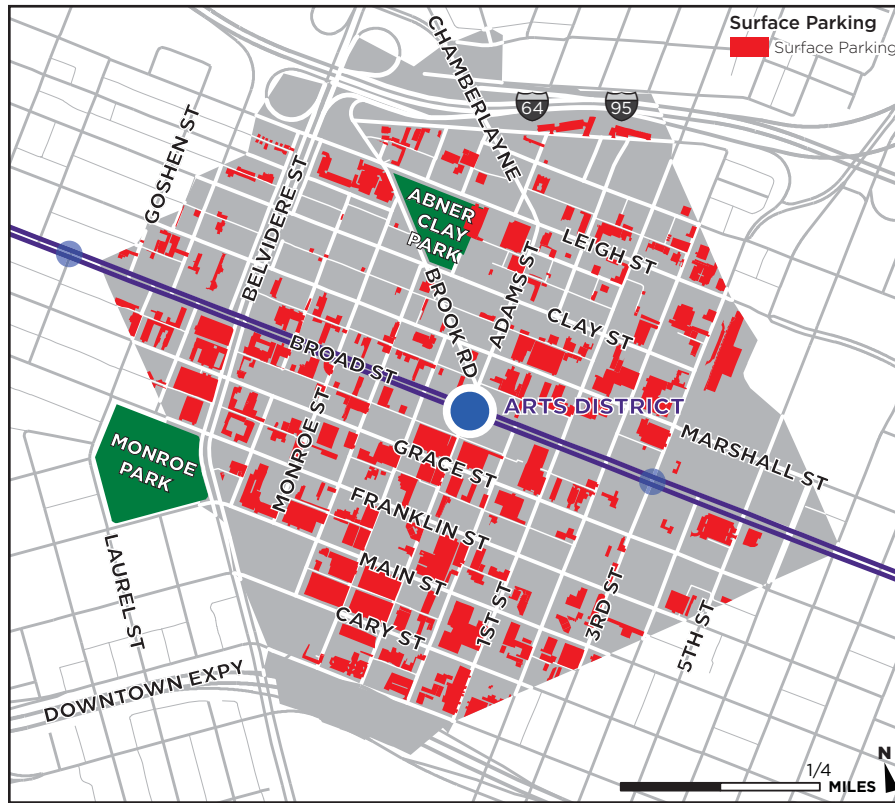 Surface Parking
Surface Parking
CHAMBERLAYNE
64
95
GOSHEN ST
BELVIDERE ST
ABNER
CLAY
PARK
LEIGH ST
ADAMS ST
BROOK RD
CLAY ST
BROAD ST
ARTS DISTRICT
MARSHALL ST
MONROE
PARK
MONROE ST
GRACE ST
FRANKLIN ST
MAIN ST
CARY ST
1ST ST
3RD ST
5TH ST
LAUREL ST
DOWNTOWN EXPY
N
1/4
MILES